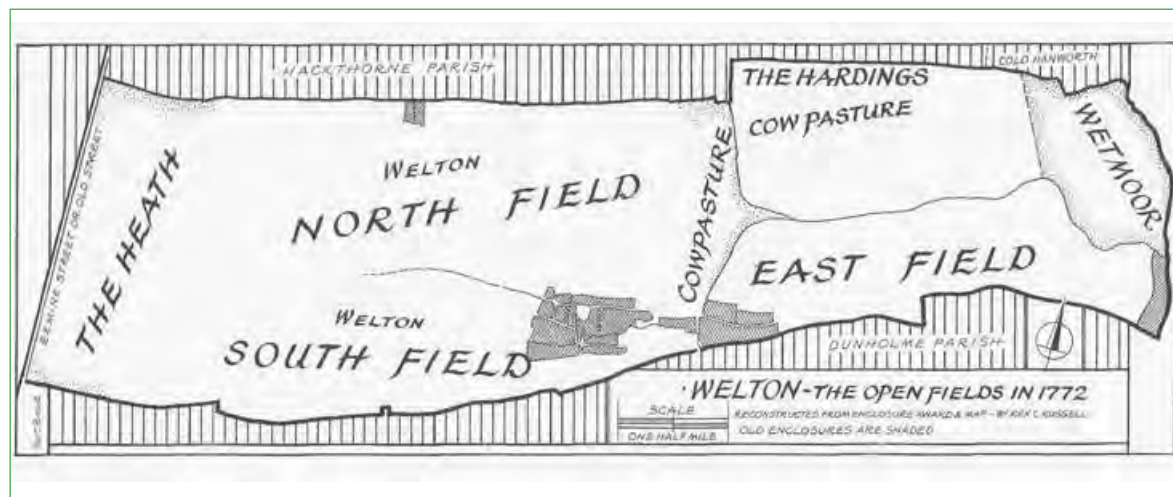 HACKTHORNE PARISH
COLD HANWORTH
THE HARDINGS
COW PASTURE
WETMOOR
ERMINE STREET OR OLD STREET
THE HEATH
WELTON
NORTH FIELD
COWPASTURE
EAST FIELD
WELTON
SOUTH FIELD
DUNHOLME PARISH
WELTON - THE OPEN FIELDS IN 1772
SCALE
ONE HALF MILE
RECONSTRUCTED FROM ENCLOSURE AWARD & MAP - BY REX C. RUSSELL
OLD ENCLOSURES ARE SHADED